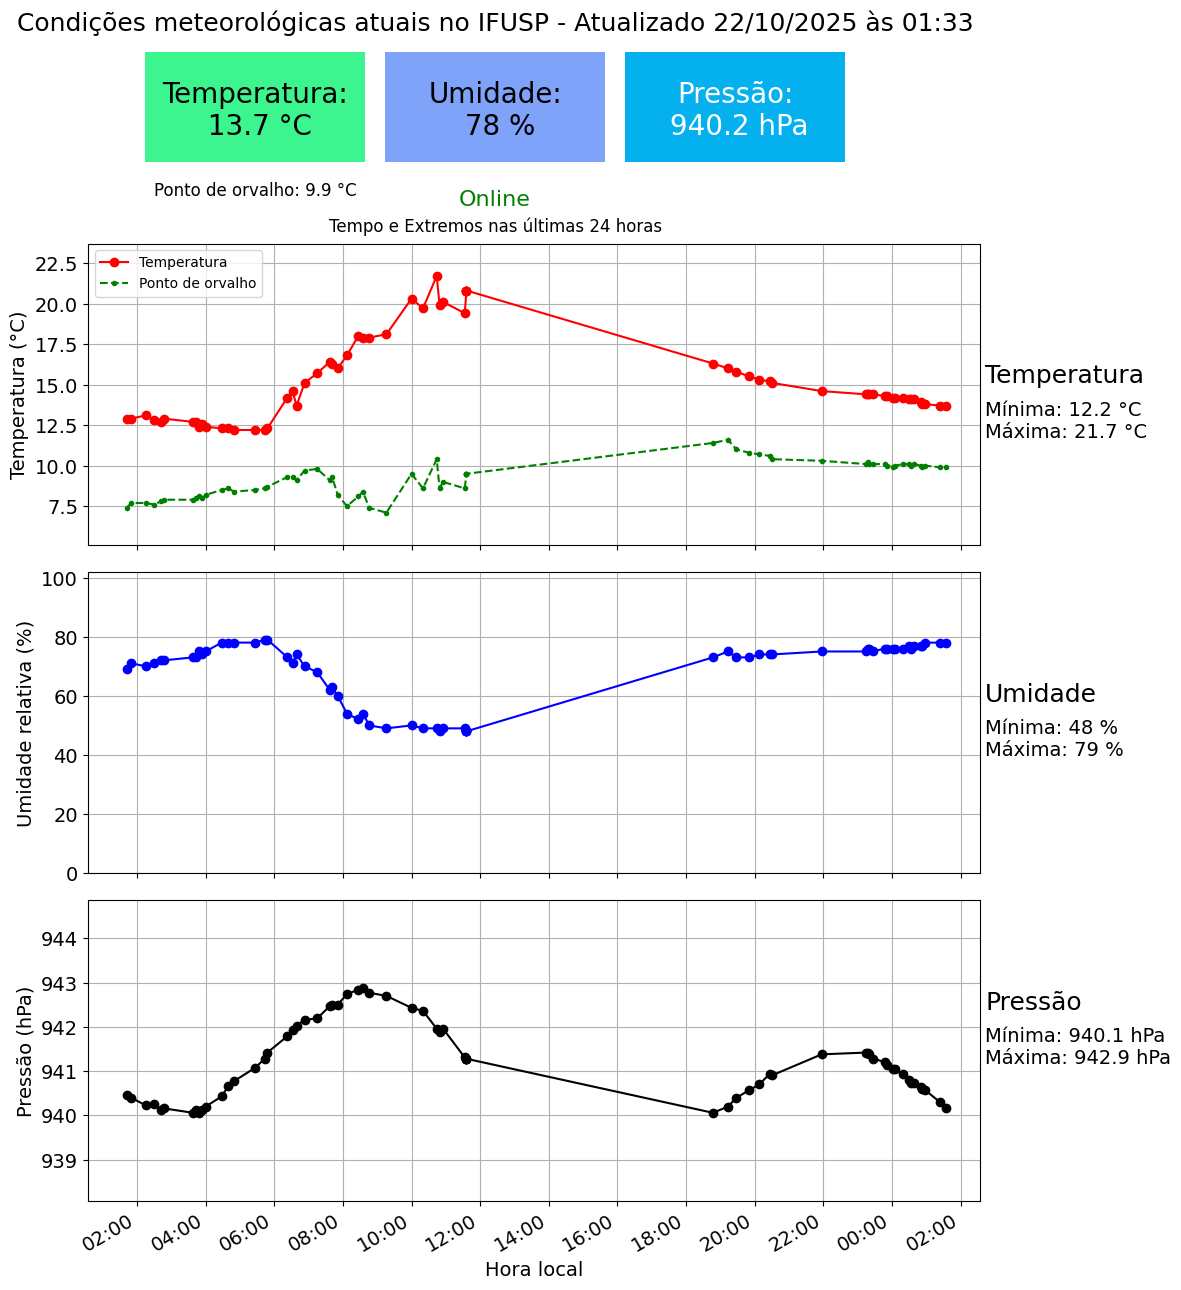 Condições meteorológicas atuais no IFUSP - Atualizado 22/10/2025 às 01:33
Temperatura:
13.7 °C
Umidade:
78 %
Pressão:
940.2 hPa
Ponto de orvalho: 9.9 °C
Online
Tempo e Extremos nas últimas 24 horas
Temperatura
Ponto de orvalho
Temperatura (°C)
22.5
20.0
17.5
15.0
12.5
10.0
7.5
Temperatura
Mínima: 12.2 °C
Máxima: 21.7 °C
Umidade relativa (%)
100
80
60
40
20
0
Umidade
Mínima: 48 %
Máxima: 79 %
Pressão (hPa)
944
943
942
941
940
939
Pressão
Mínima: 940.1 hPa
Máxima: 942.9 hPa
02:00 04:00 06:00 08:00 10:00 12:00 14:00 16:00 18:00 20:00 22:00 00:00 02:00
Hora local